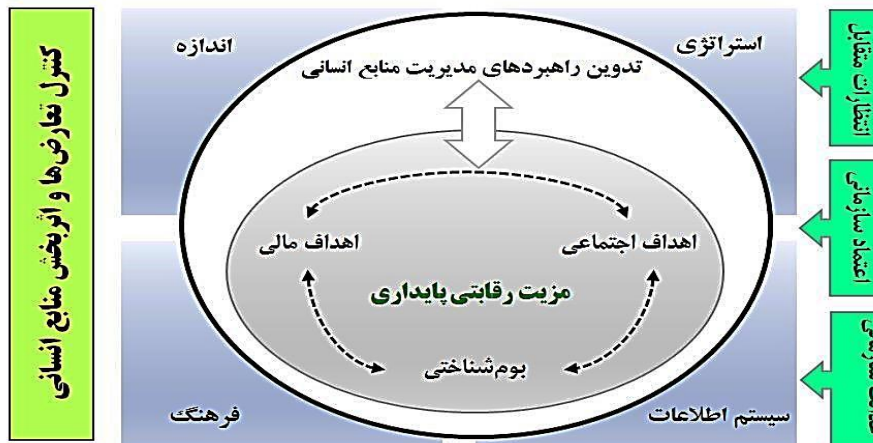 استراتژی
اندازه
تدوین راهبردهای مدیریت منابع انسانی
انتظارات متقابل
اعتماد سازمانی
اهداف اجتماعی
اهداف مالی
مزیت رقابتی پایداری
بوم‌شناختی
سیستم اطلاعات
فرهنگ
کنترل تعارض‌ها و اثربخش منابع انسانی